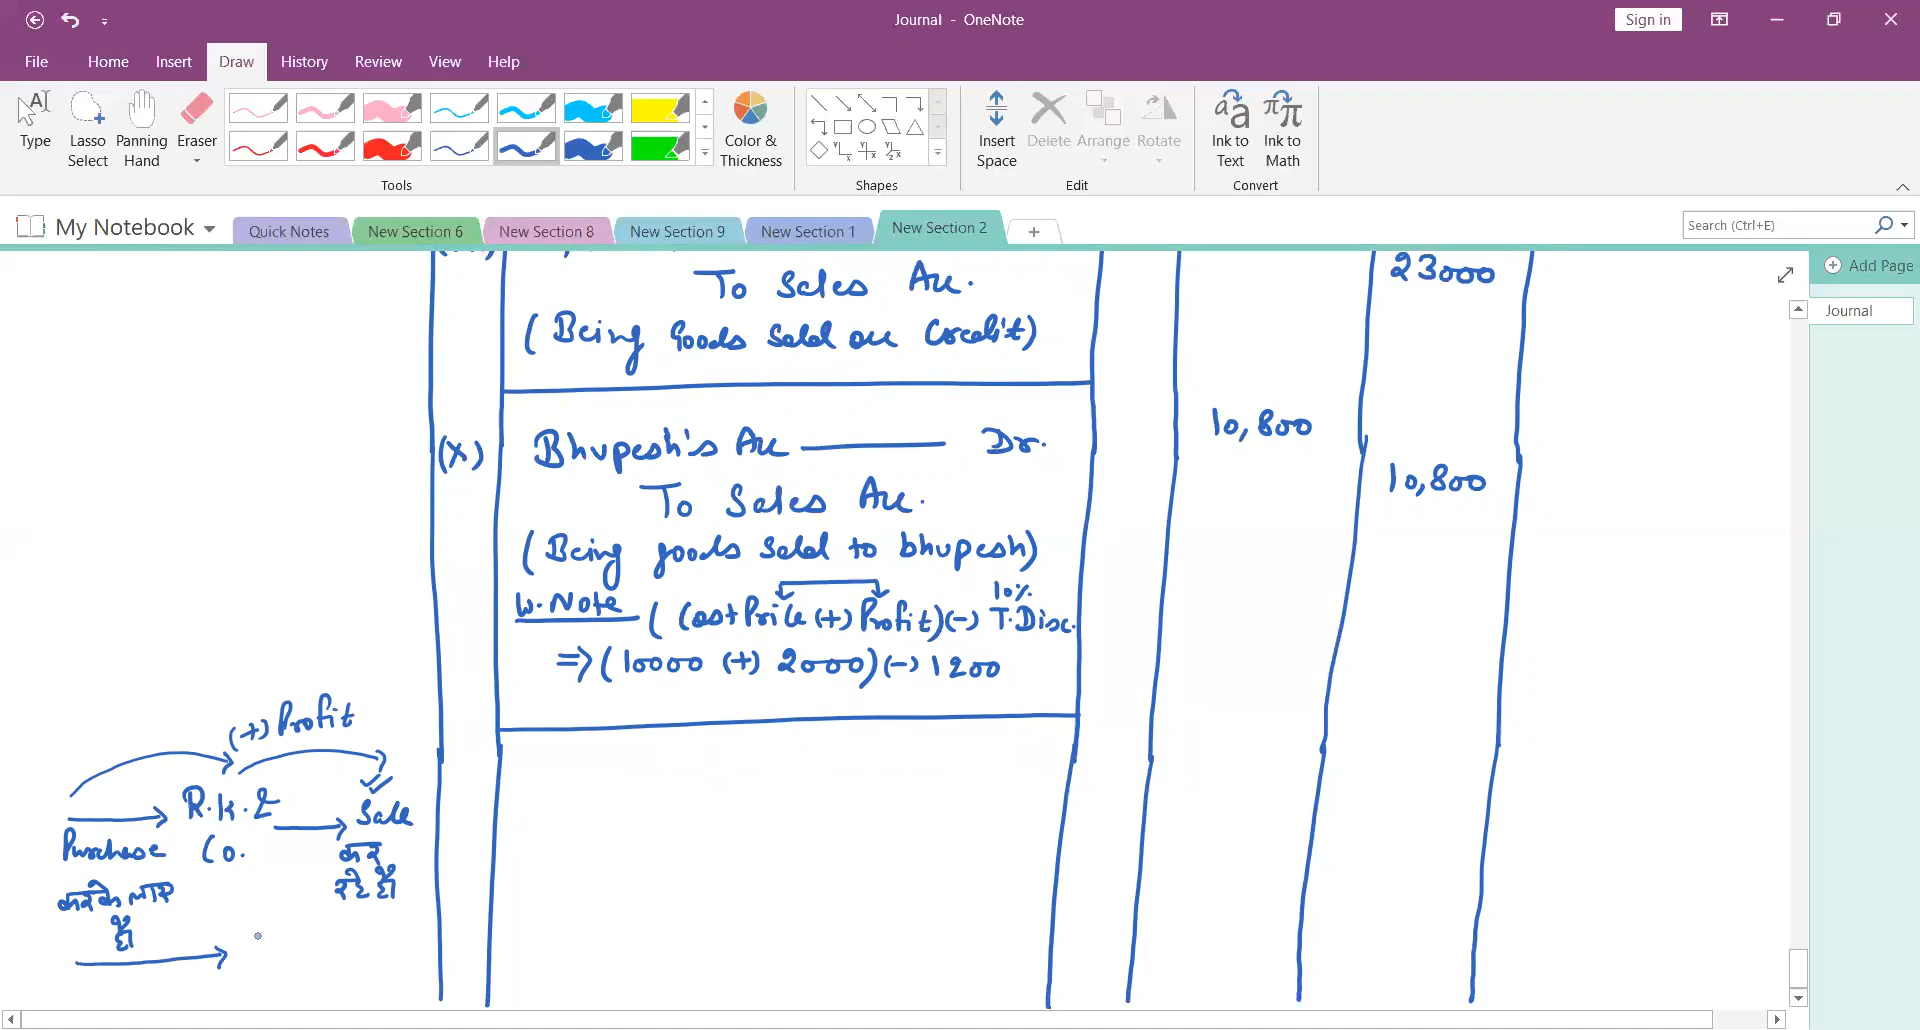 Journal - OneNote
Sign in
File Home Insert Draw History Review View Help
Type
Lasso Select
Panning Hand
Eraser
Color & Thickness
Insert Space
Delete
Arrange
Rotate
Ink to Text
Ink to Math
Tools
Shapes
Edit
Convert
My Notebook
Quick Notes New Section 6 New Section 8 New Section 9 New Section 1 New Section 2 +
Search (Ctrl+E)
Add Page
Journal
To Sales A/c. 23000
(Being Goods Sold on Credit)
(X) Bhupesh's A/c Dr. 10,800
To Sales A/c. 10,800
(Being goods sold to bhupesh)
10%
W.Note (Cost Price (+) Profit) (-) T.Disc.
=> (10000 (+) 2000) (-) 1200
(+) Profit
R.K. &
Co.
Sale
Purchase
कर
रहे हैं
हैं